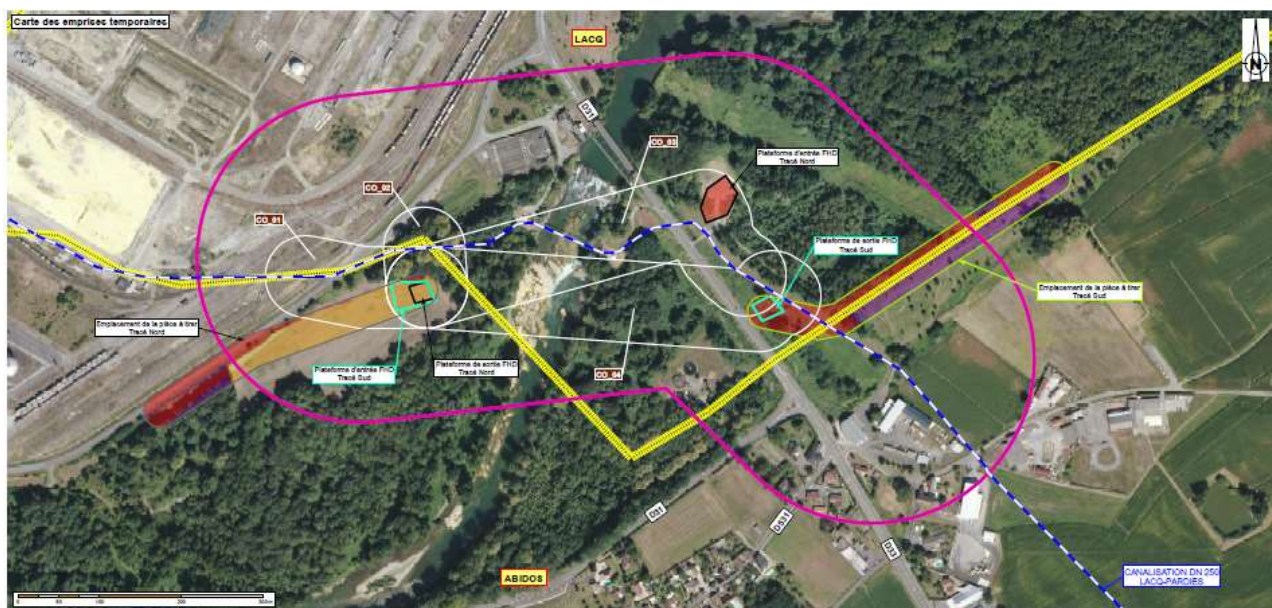 Carte des emprises temporaires
LACQ
N
D31
CO_03
Plateforme d'entrée FHD
Tracé Nord
CO_02
CO_01
Plateforme de sortie FHD
Tracé Sud
Emplacement de la pièce à tirer
Tracé Sud
Emplacement de la pièce à tirer
Tracé Nord
Plateforme d'entrée FHD
Tracé Sud
Plateforme de sortie FHD
Tracé Nord
CO_04
D31
D531
D33
ABIDOS
CANALISATION DN 250
LACQ-PARDIES